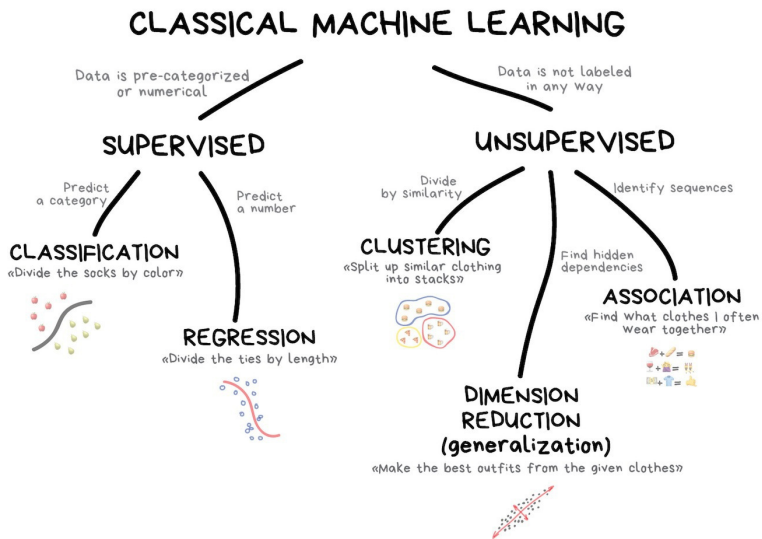 CLASSICAL MACHINE LEARNING
Data is pre-categorized
or numerical
Data is not labeled
in any way
SUPERVISED
UNSUPERVISED
Predict
a category
Predict
a number
Divide
by similarity
Identify sequences
CLASSIFICATION
«Divide the socks by color»
CLUSTERING
«Split up similar clothing
into stacks»
Find hidden
dependencies
ASSOCIATION
«Find what clothes I often
wear together»
REGRESSION
«Divide the ties by length»
+ =
+ =
+ =
DIMENSION
REDUCTION
(generalization)
«Make the best outfits from the given clothes»